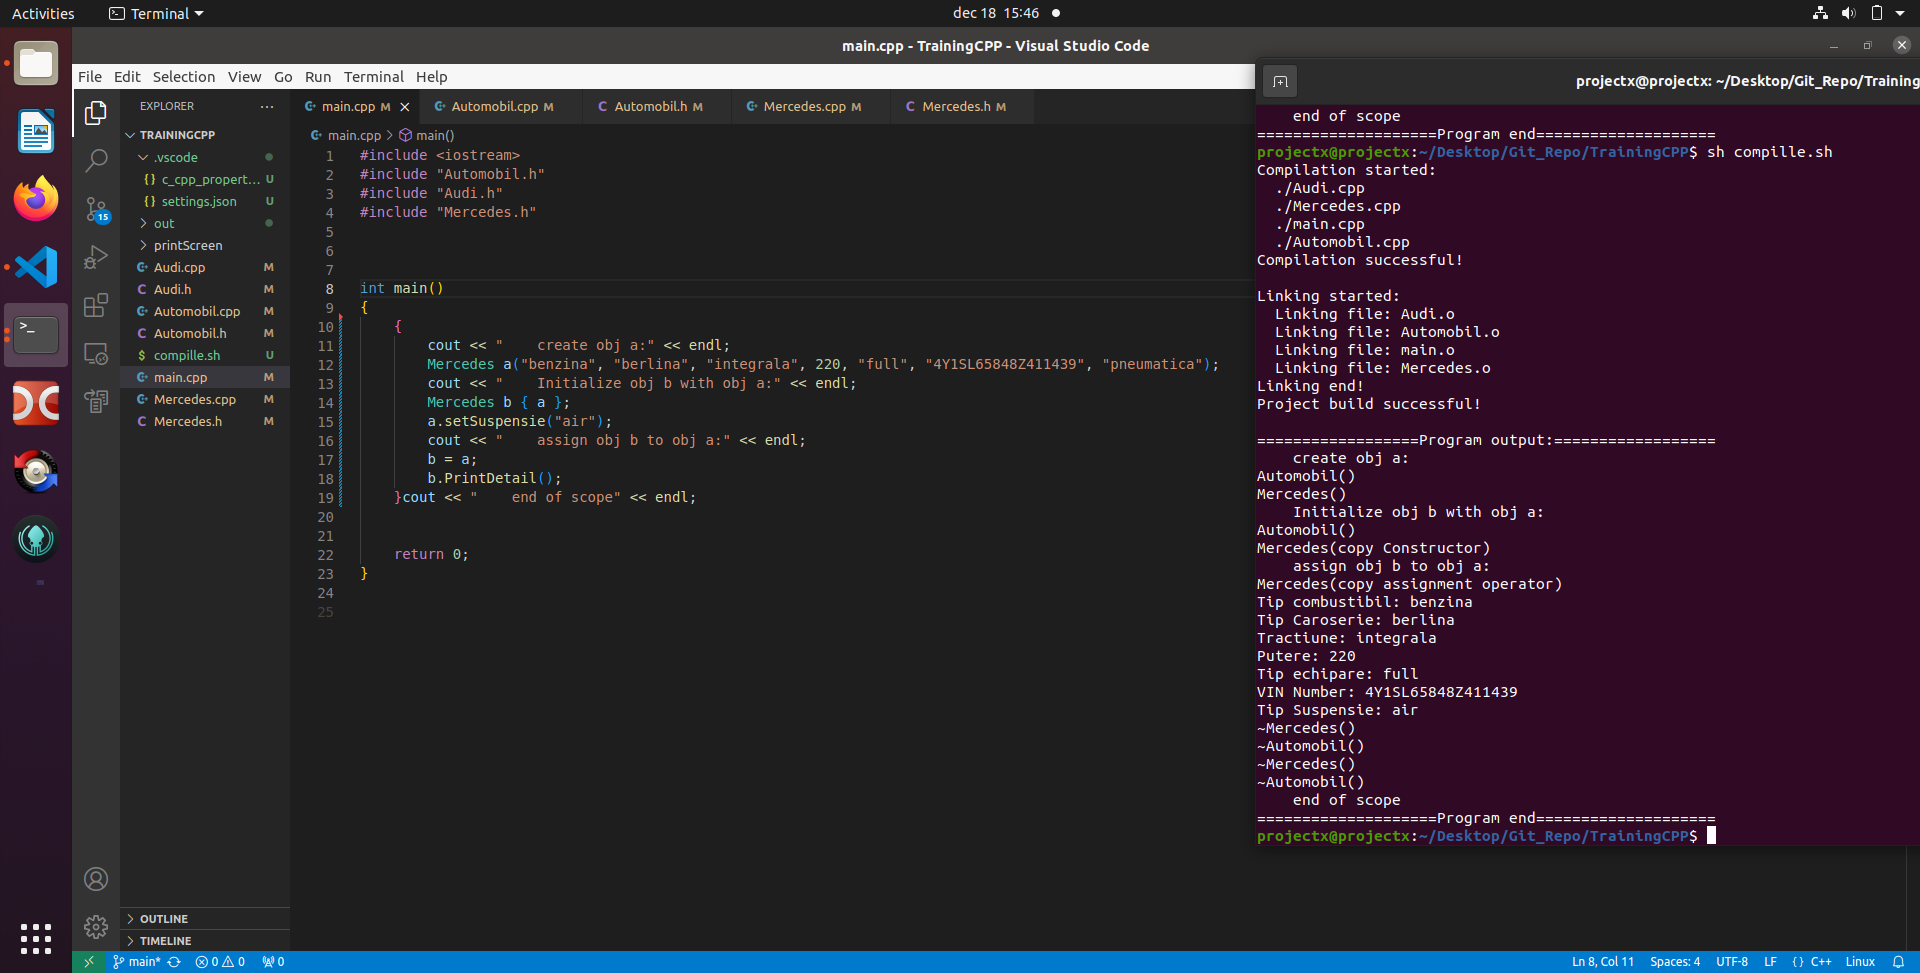 Activities
Terminal
dec 18 15:46
main.cpp - TrainingCPP - Visual Studio Code
File Edit Selection View Go Run Terminal Help
EXPLORER
TRAININGCPP
.vscode
c_cpp_propert... U
settings.json U
out
printScreen
Audi.cpp M
Audi.h M
Automobil.cpp M
Automobil.h M
compille.sh U
main.cpp M
Mercedes.cpp M
Mercedes.h M
OUTLINE
TIMELINE
15
main.cpp M
Automobil.cpp M
Automobil.h M
Mercedes.cpp M
Mercedes.h M
main.cpp > main()
1 #include <iostream>
2 #include "Automobil.h"
3 #include "Audi.h"
4 #include "Mercedes.h"
5
6
7
8 int main()
9 {
10 {
11 cout << "    create obj a:" << endl;
12 Mercedes a("benzina", "berlina", "integrala", 220, "full", "4Y1SL65848Z411439", "pneumatica");
13 cout << "    Initialize obj b with obj a:" << endl;
14 Mercedes b { a };
15 a.setSuspensie("air");
16 cout << "    assign obj b to obj a:" << endl;
17 b = a;
18 b.PrintDetail();
19 }cout << "    end of scope" << endl;
20
21
22 return 0;
23 }
24
25
projectx@projectx: ~/Desktop/Git_Repo/Training
end of scope
====================Program end====================
projectx@projectx:~/Desktop/Git_Repo/TrainingCPP$ sh compille.sh
Compilation started:
./Audi.cpp
./Mercedes.cpp
./main.cpp
./Automobil.cpp
Compilation successful!
Linking started:
Linking file: Audi.o
Linking file: Automobil.o
Linking file: main.o
Linking file: Mercedes.o
Linking end!
Project build successful!
==================Program output:==================
create obj a:
Automobil()
Mercedes()
Initialize obj b with obj a:
Automobil()
Mercedes(copy Constructor)
assign obj b to obj a:
Mercedes(copy assignment operator)
Tip combustibil: benzina
Tip Caroserie: berlina
Tractiune: integrala
Putere: 220
Tip echipare: full
VIN Number: 4Y1SL65848Z411439
Tip Suspensie: air
~Mercedes()
~Automobil()
~Mercedes()
~Automobil()
end of scope
====================Program end====================
projectx@projectx:~/Desktop/Git_Repo/TrainingCPP$
main* 0 0 0
Ln 8, Col 11 Spaces: 4 UTF-8 LF {} C++ Linux